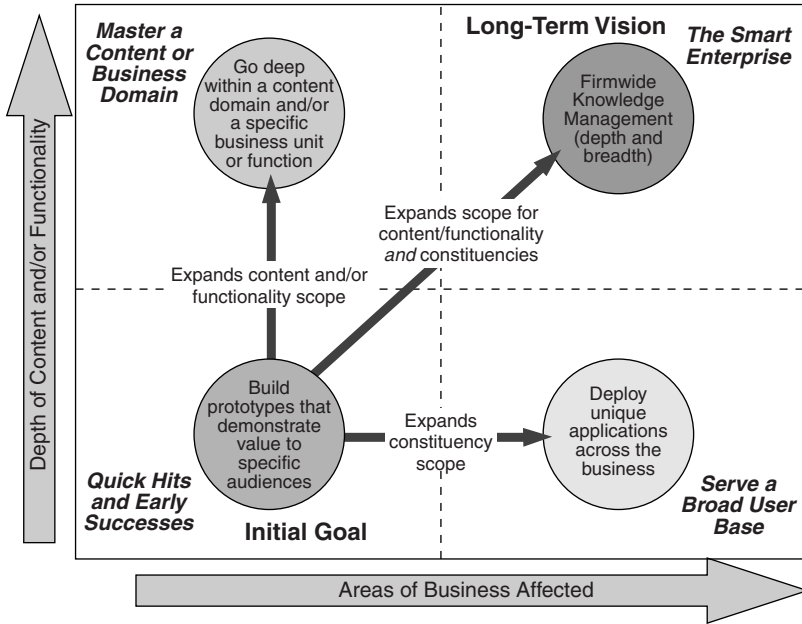 Master a
Content or
Business
Domain
Go deep
within a content
domain and/or
a specific
business unit
or function
Long-Term Vision
The Smart
Enterprise
Firmwide
Knowledge
Management
(depth and
breadth)
Depth of Content and/or Functionality
Expands content and/or
functionality scope
Expands scope for
content/functionality
and constituencies
Build
prototypes that
demonstrate
value to
specific
audiences
Expands
constituency
scope
Deploy
unique
applications
across the
business
Quick Hits
and Early
Successes
Initial Goal
Serve a
Broad User
Base
Areas of Business Affected